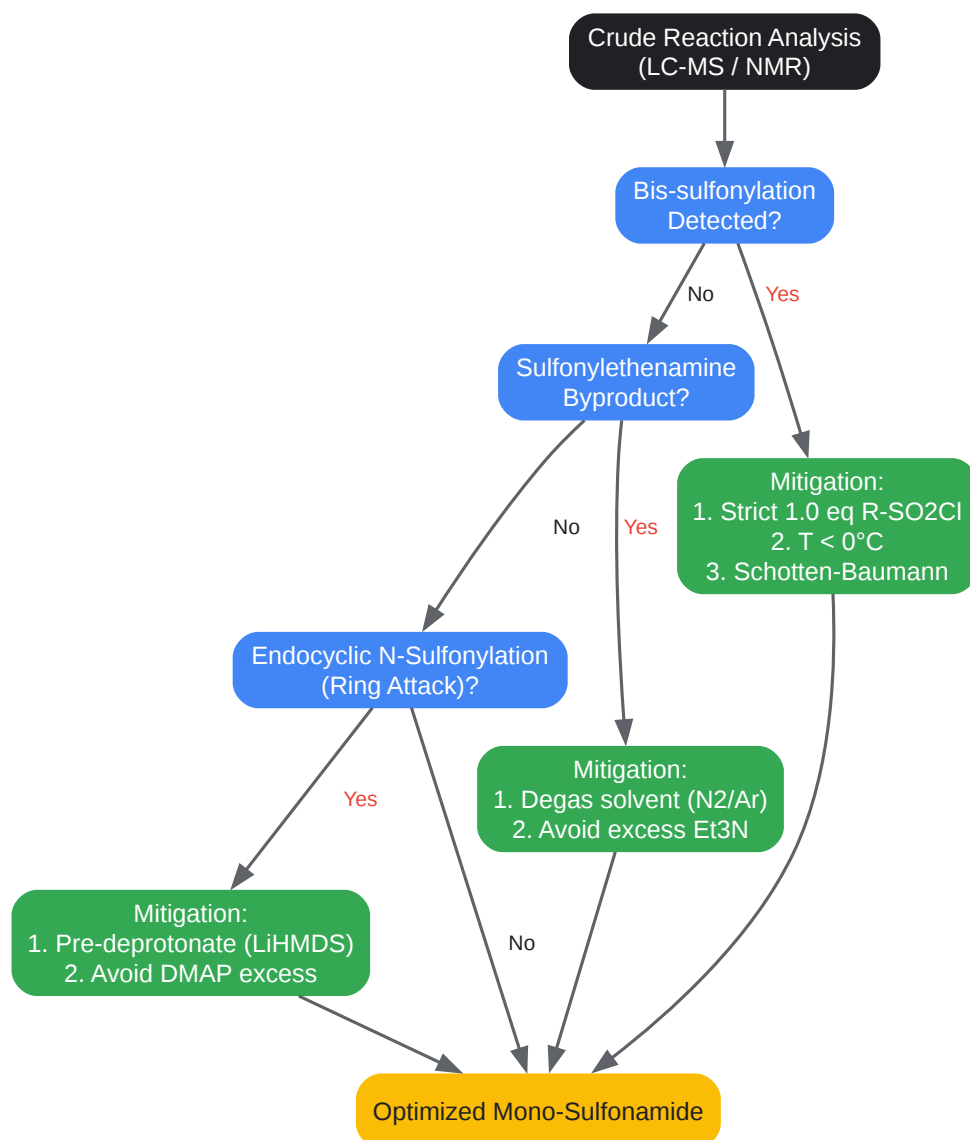 Crude Reaction Analysis
(LC-MS / NMR)
Bis-sulfonylation
Detected?
No
Yes
Sulfonylethenamine
Byproduct?
Mitigation:
1. Strict 1.0 eq R-SO2Cl
2. T < 0°C
3. Schotten-Baumann
No
Yes
Endocyclic N-Sulfonylation
(Ring Attack)?
Mitigation:
1. Degas solvent (N2/Ar)
2. Avoid excess Et3N
Yes
No
Mitigation:
1. Pre-deprotonate (LiHMDS)
2. Avoid DMAP excess
Optimized Mono-Sulfonamide